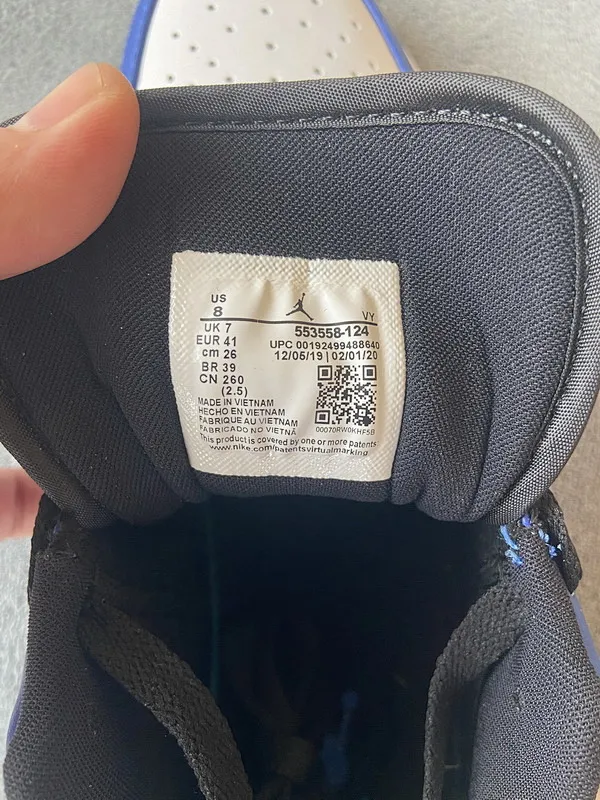 US
8
VY
UK 7
553558-124
EUR 41
UPC 00192499488640
cm 26
12/05/19 | 02/01/20
BR 39
CN 260
(2.5)
MADE IN VIETNAM
HECHO EN VIETNAM
FABRIQUE AU VIETNAM
FABRICADO NO VIETNÃ
00070RW0KHF5B
This product is covered by one or more patents
www.nike.com/patentsvirtualmarking